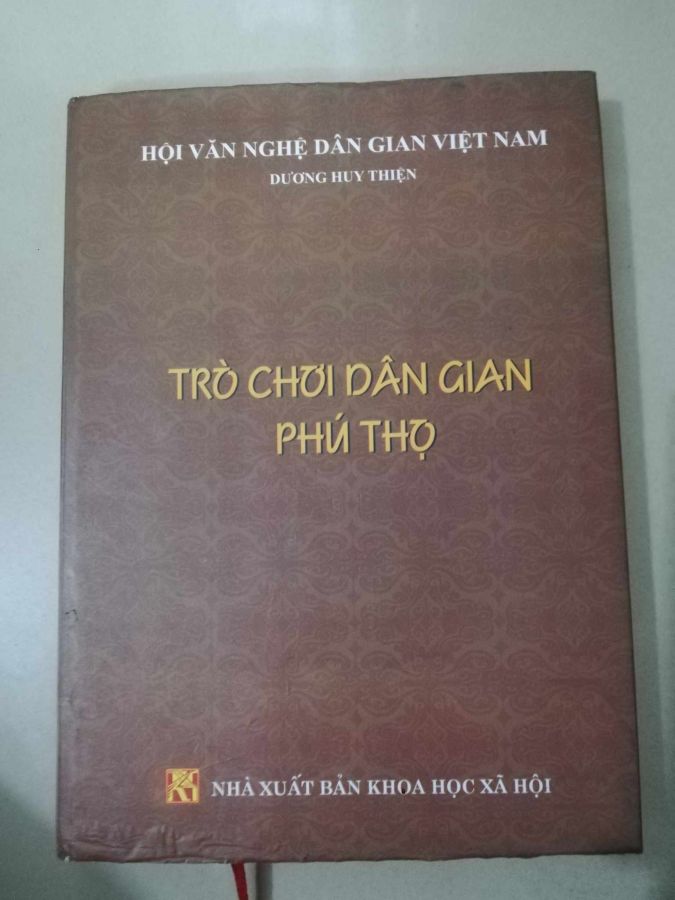 HỘI VĂN NGHỆ DÂN GIAN VIỆT NAM
DƯƠNG HUY THIỆN
TRÒ CHƠI DÂN GIAN
PHÚ THỌ
NHÀ XUẤT BẢN KHOA HỌC XÃ HỘI